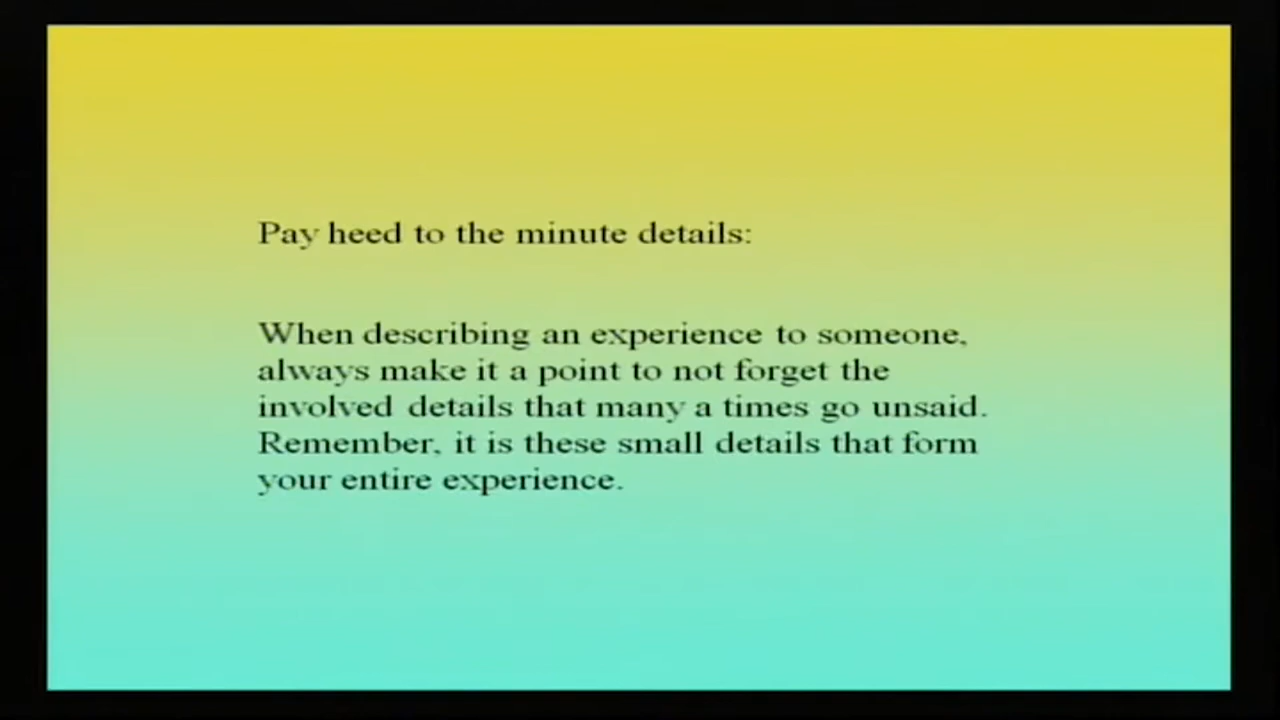 Pay heed to the minute details:
When describing an experience to someone,
always make it a point to not forget the
involved details that many a times go unsaid.
Remember, it is these small details that form
your entire experience.